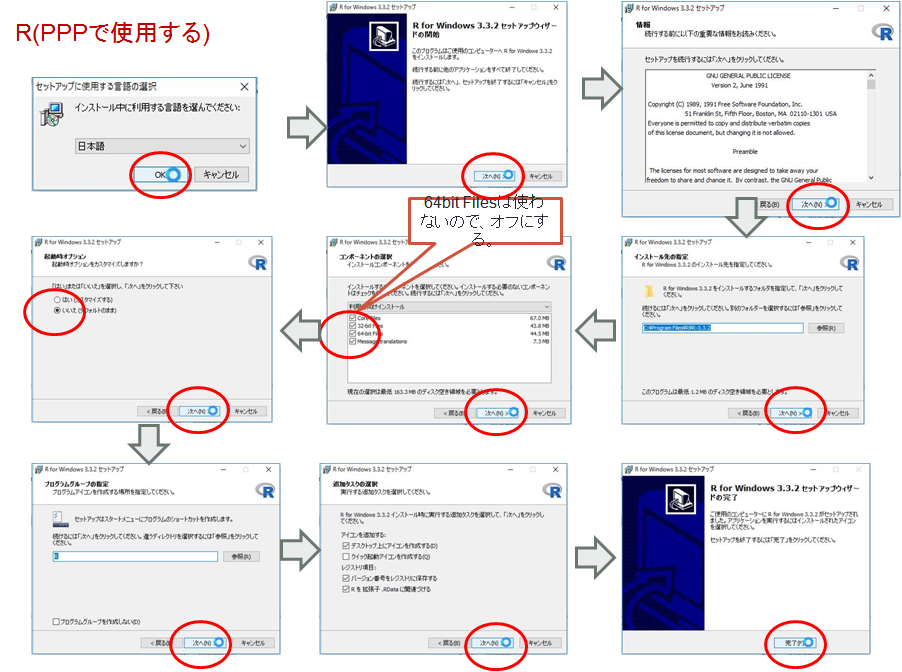 R(PPPで使用する)
セットアップに使用する言語の選択
インストール中に利用する言語を選んでください:
日本語
OK
キャンセル
R for Windows 3.3.2 セットアップ
R for Windows 3.3.2 セットアップウィザー
ドの開始
このプログラムはご使用のコンピューターへ R for Windows 3.3.2
をインストールします。
続行する前に他のアプリケーションをすべて終了してください。
続行するには「次へ」、セットアップを終了するには「キャンセル」をク
リックしてください。
次へ(N) >
キャンセル
R for Windows 3.3.2 セットアップ
情報
続行する前に以下の重要な情報をお読みください。
セットアップを続行するには「次へ」をクリックしてください。
GNU GENERAL PUBLIC LICENSE
Version 2, June 1991
Copyright (C) 1989, 1991 Free Software Foundation, Inc.
51 Franklin St, Fifth Floor, Boston, MA 02110-1301 USA
Everyone is permitted to copy and distribute verbatim copies
of this license document, but changing it is not allowed.
Preamble
The licenses for most software are designed to take away your
freedom to share and change it. By contrast, the GNU General Public
戻る(B)
次へ(N) >
キャンセル
64bit Filesは使わ
ないので、オフにす
る。
R for Windows 3.3.2 セットアップ
インストール先の指定
R for Windows 3.3.2 のインストール先を指定してください。
R for Windows 3.3.2 をインストールするフォルダを指定して、「次へ」をクリックし
てください。
続けるには「次へ」をクリックしてください。別のフォルダーを選択するには「参照」をクリックして
ください。
C:\Program Files\R\R-3.3.2
参照(R)
このプログラムは最低 1.2 MB のディスク空き領域を必要とします。
< 戻る(B)
次へ(N) >
キャンセル
R for Windows 3.3.2 セットアップ
コンポーネントの選択
インストールコンポーネントを
インストールするコンポーネントを選択してください。インストールする必要のないコンポー
ネントはチェックを
ください。続行するには「次へ」をクリックしてください。
インストール
Core Files
67.0 MB
32-bit Files
43.8 MB
64-bit Files
44.5 MB
Message translations
7.3 MB
現在の選択は最低 163.3 MB のディスク空き領域を必要とします。
< 戻る(B)
次へ(N) >
キャンセル
R for Windows 3.3.2 セットアップ
起動時オプション
起動時オプションをカスタマイズしますか?
「はい」または「いいえ」を選択し、「次へ」をクリックして下さい
はい (カスタマイズする)
いいえ (デフォルトのまま)
< 戻る(B)
次へ(N) >
キャンセル
R for Windows 3.3.2 セットアップ
プログラムグループの指定
プログラムアイコンを作成する場所を指定してください。
セットアップはスタートメニューにプログラムのショートカットを作成します。
続けるには「次へ」をクリックしてください。違うディレクトリを選択するには「参照」をクリックして
ください。
R
参照(R)
プログラムグループを作成しない(D)
< 戻る(B)
次へ(N) >
キャンセル
R for Windows 3.3.2 セットアップ
追加タスクの選択
実行する追加タスクを選択してください。
R for Windows 3.3.2 インストール時に実行する追加タスクを選択して、「次へ」をクリックし
てください。
アイコンを追加する:
デスクトップ上にアイコンを作成する(D)
クイック起動アイコンを作成する(Q)
レジストリ項目:
バージョン番号をレジストリに保存する
R を拡張子 .RData に関連づける
< 戻る(B)
次へ(N) >
キャンセル
R for Windows 3.3.2 セットアップ
R for Windows 3.3.2 セットアップウィザー
ドの完了
ご使用のコンピューターに R for Windows 3.3.2 がセットアップされ
ました。アプリケーションを実行するにはインストールされたアイコン
を選択してください。
セットアップを終了するには「完了」をクリックしてください。
完了(F)